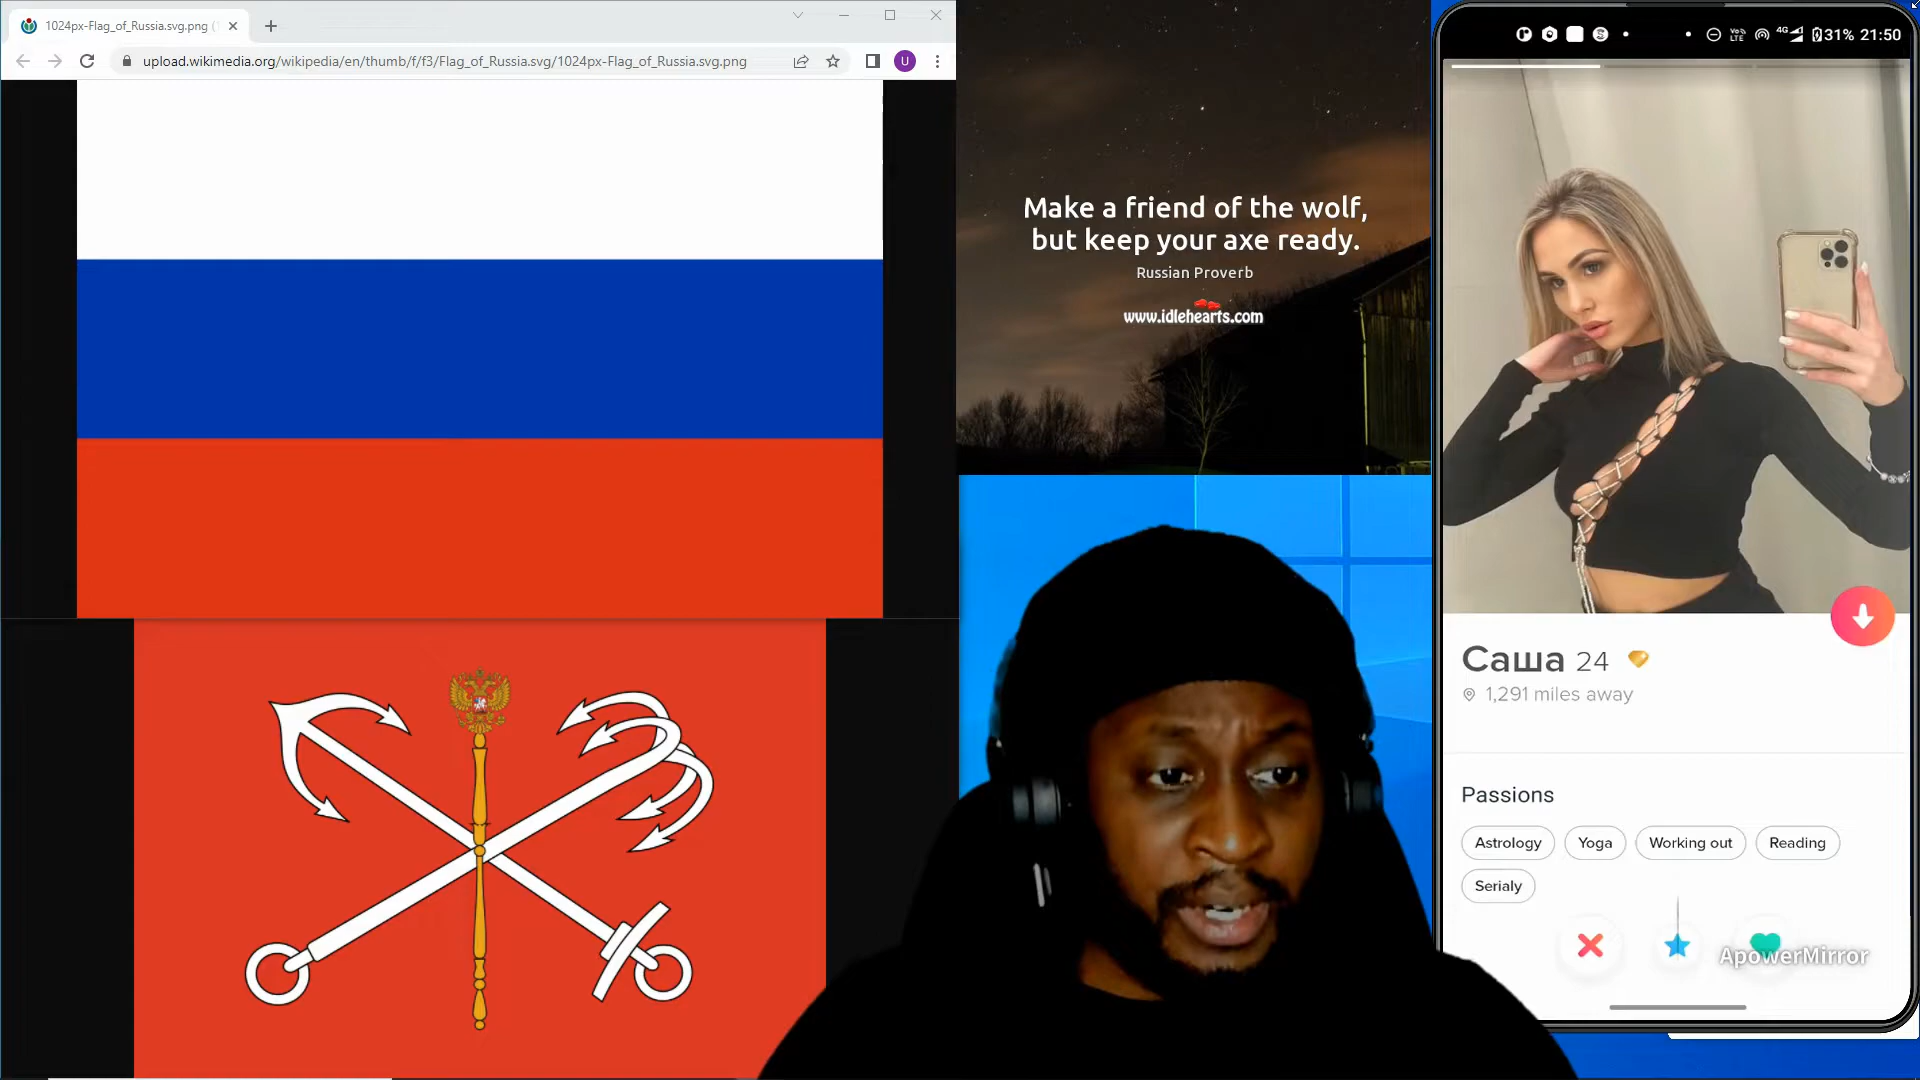 1024px-Flag_of_Russia.svg.png (
upload.wikimedia.org/wikipedia/en/thumb/f/f3/Flag_of_Russia.svg/1024px-Flag_of_Russia.svg.png
U
Make a friend of the wolf,
but keep your axe ready.
Russian Proverb
www.idlehearts.com
4G 31% 21:50
Саша 24
1,291 miles away
Passions
Astrology
Yoga
Working out
Reading
Serialy
ApowerMirror